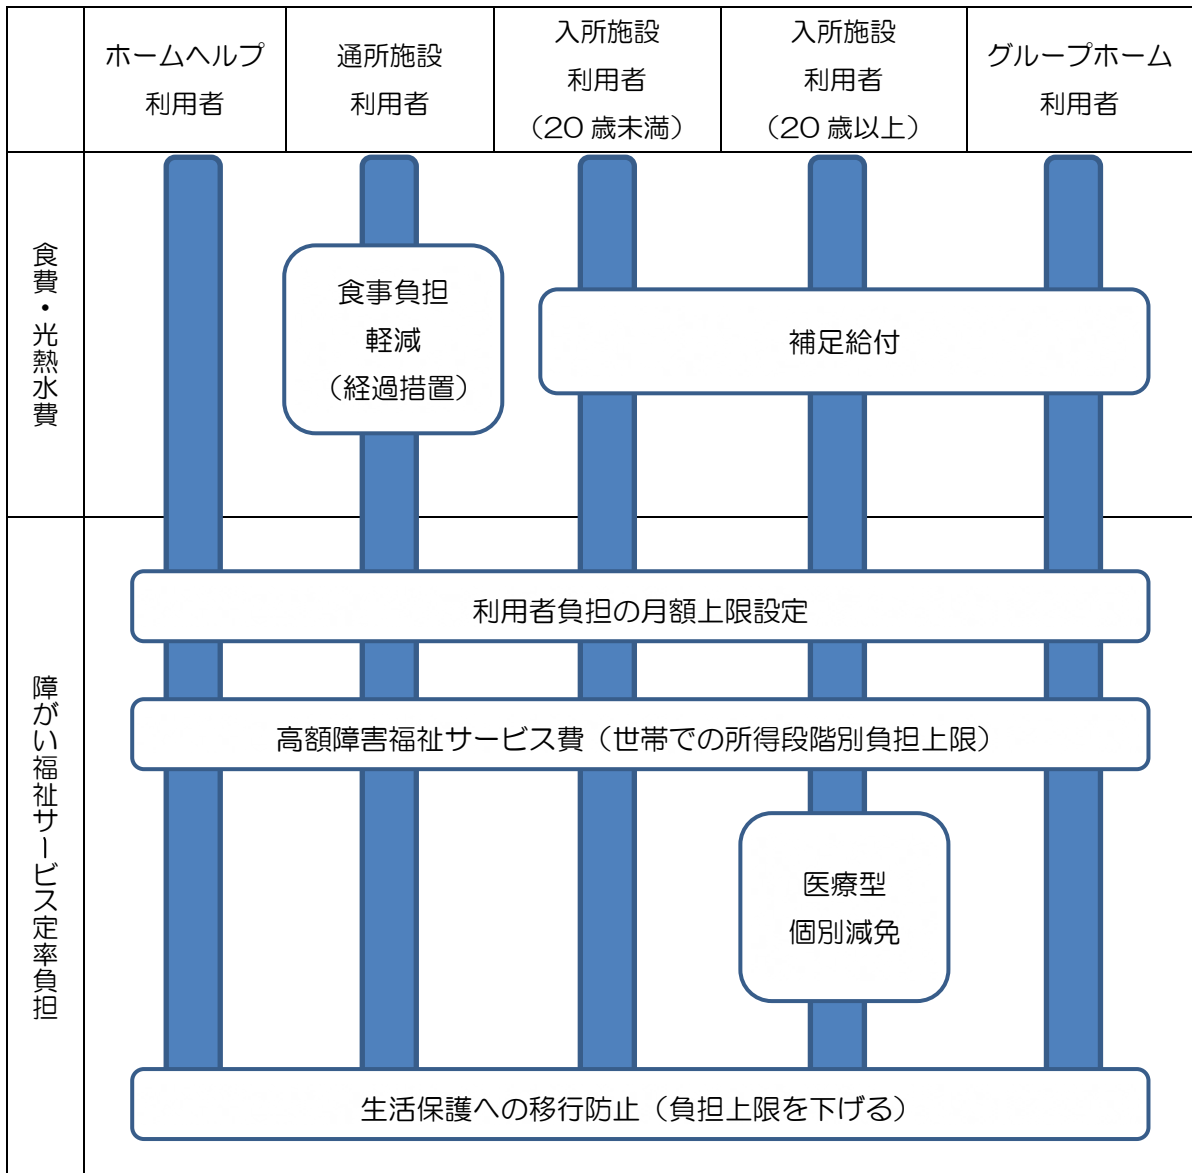 ホームヘルプ
利用者
通所施設
利用者
入所施設
利用者
（20 歳未満）
入所施設
利用者
（20 歳以上）
グループホーム
利用者
食費・光熱水費
食事負担
軽減
（経過措置）
補足給付
障がい福祉サービス定率負担
利用者負担の月額上限設定
高額障害福祉サービス費（世帯での所得段階別負担上限）
医療型
個別減免
生活保護への移行防止（負担上限を下げる）